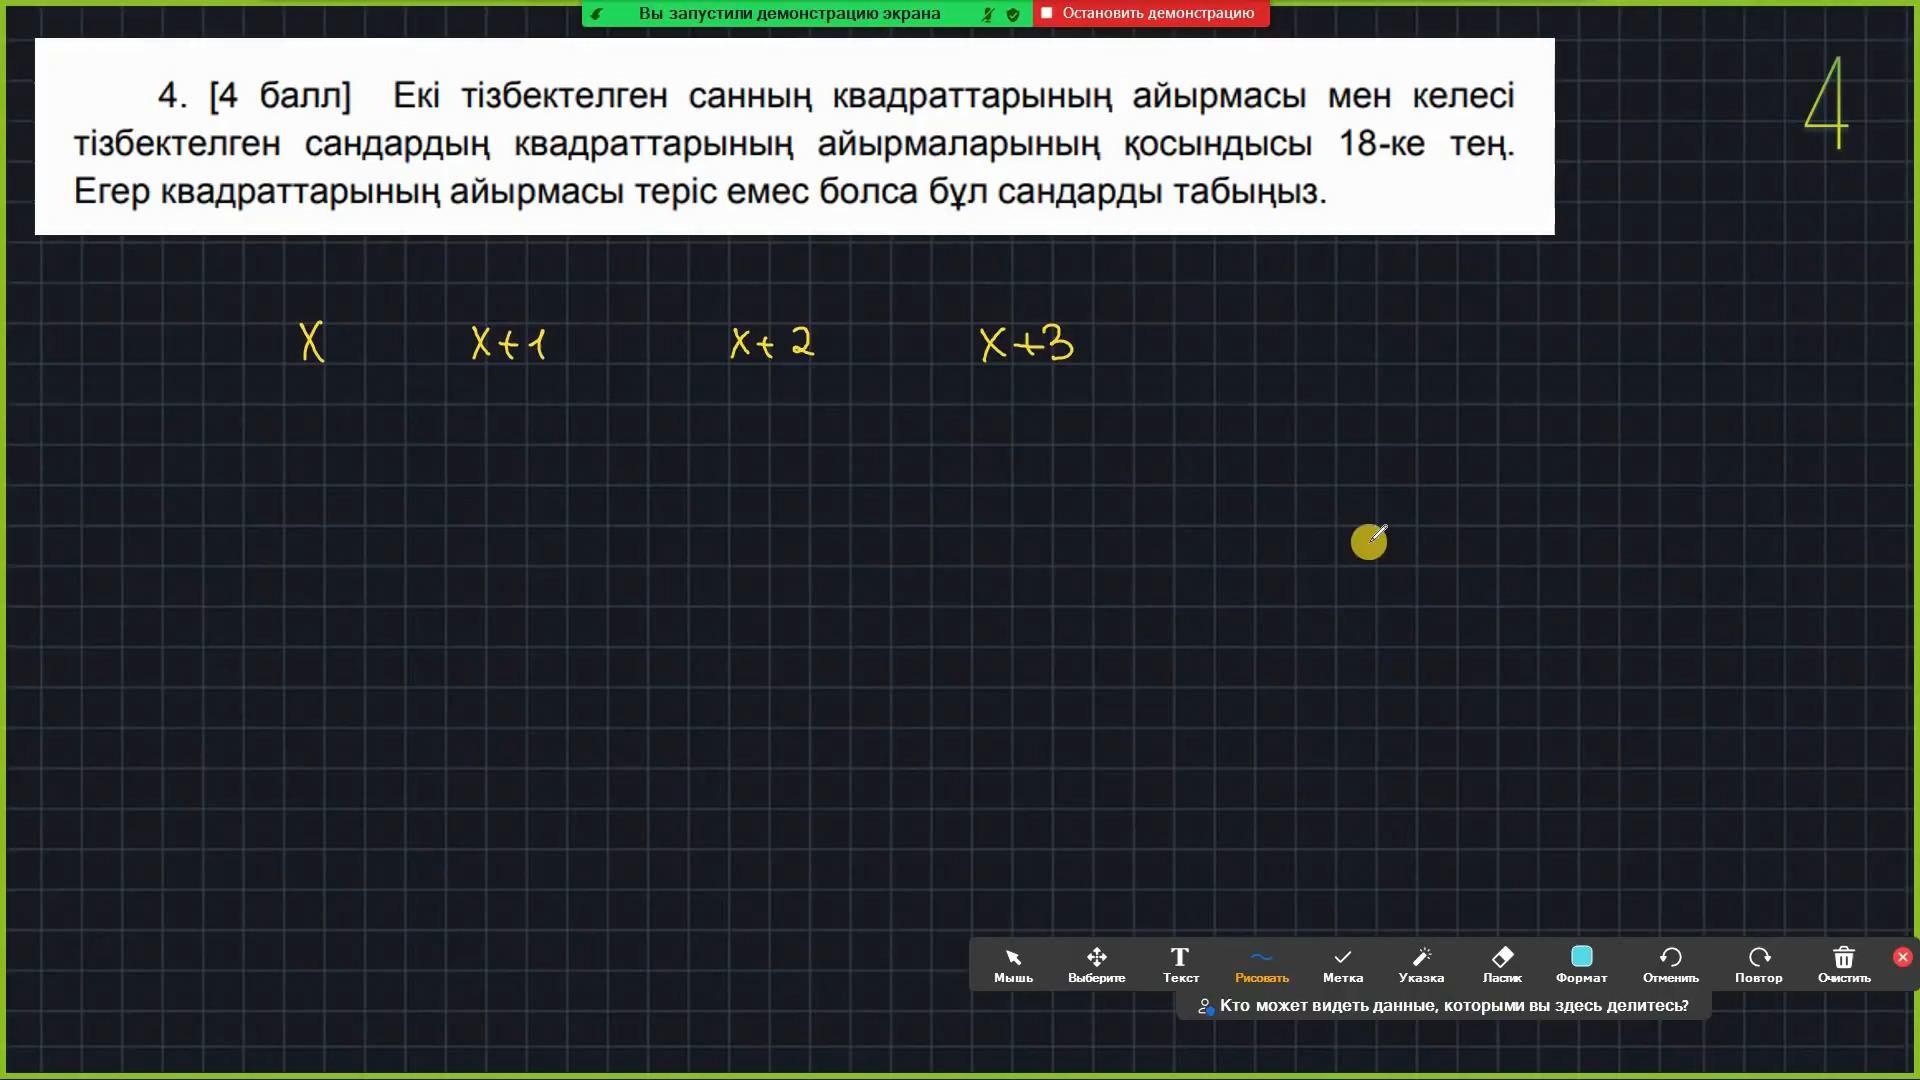 Вы запустили демонстрацию экрана Остановить демонстрацию
4. [4 балл] Екі тізбектелген санның квадраттарының айырмасы мен келесі
тізбектелген сандардың квадраттарының айырмаларының қосындысы 18-ке тең.
Егер квадраттарының айырмасы теріс емес болса бұл сандарды табыңыз.
4
x x+1 x+2 x+3
Мышь Выберите Текст Рисовать Метка Указка Ластик Формат Отменить Повтор Очистить
Кто может видеть данные, которыми вы здесь делитесь?